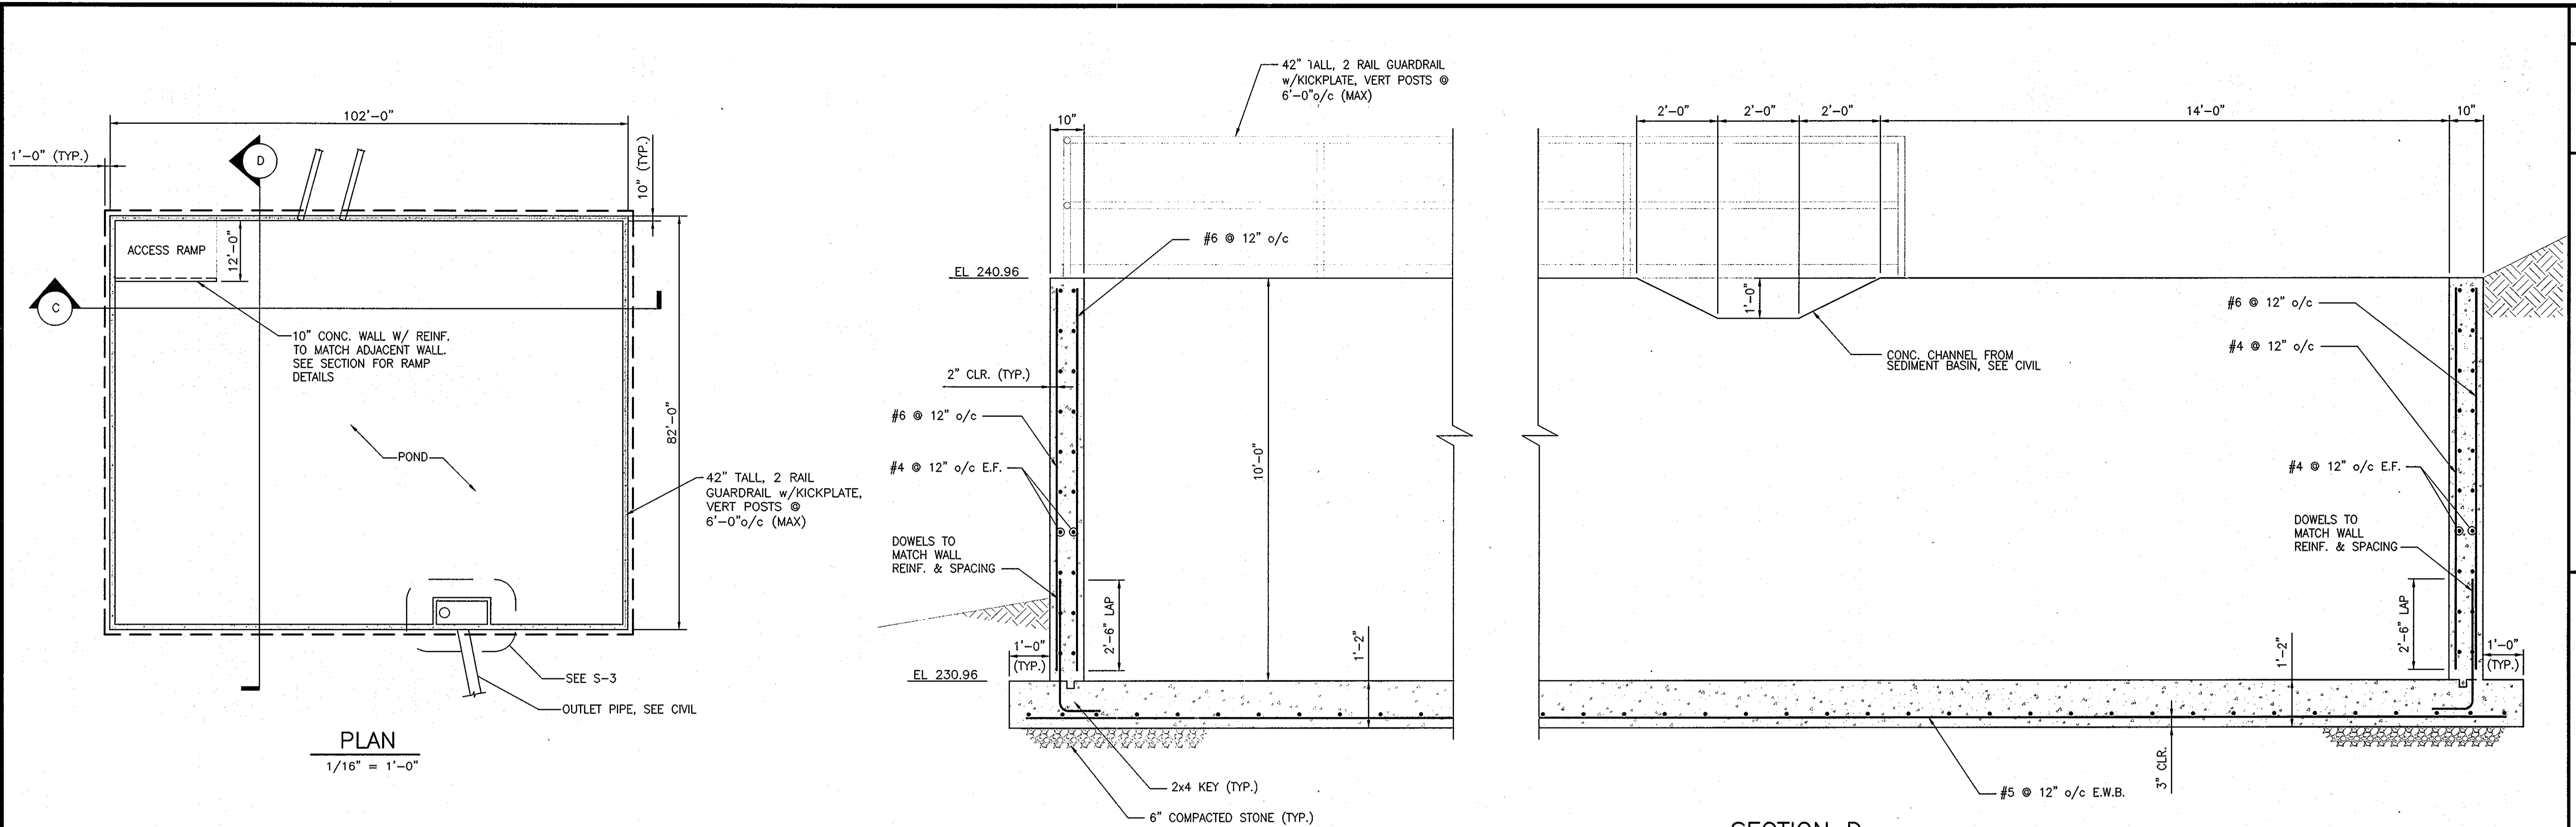 102'-0"
1'-0" (TYP.)
D
10" (TYP.)
ACCESS RAMP
12'-0"
C
10" CONC. WALL W/ REINF.
TO MATCH ADJACENT WALL.
SEE SECTION FOR RAMP
DETAILS
82'-0"
POND
42" TALL, 2 RAIL
GUARDRAIL w/KICKPLATE,
VERT POSTS @
6'-0"o/c (MAX)
SEE S-3
OUTLET PIPE, SEE CIVIL
PLAN
1/16" = 1'-0"
42" TALL, 2 RAIL GUARDRAIL
w/KICKPLATE, VERT POSTS @
6'-0"o/c (MAX)
10"
#6 @ 12" o/c
EL 240.96
2" CLR. (TYP.)
#6 @ 12" o/c
#4 @ 12" o/c E.F.
10'-0"
DOWELS TO
MATCH WALL
REINF. & SPACING
2'-6" LAP
1'-0"
(TYP.)
1'-2"
EL 230.96
2x4 KEY (TYP.)
6" COMPACTED STONE (TYP.)
2'-0"
2'-0"
2'-0"
14'-0"
10"
1'-0"
CONC. CHANNEL FROM
SEDIMENT BASIN, SEE CIVIL
#6 @ 12" o/c
#4 @ 12" o/c
#4 @ 12" o/c E.F.
DOWELS TO
MATCH WALL
REINF. & SPACING
2'-6" LAP
1'-2"
1'-0"
(TYP.)
3" CLR.
#5 @ 12" o/c E.W.B.